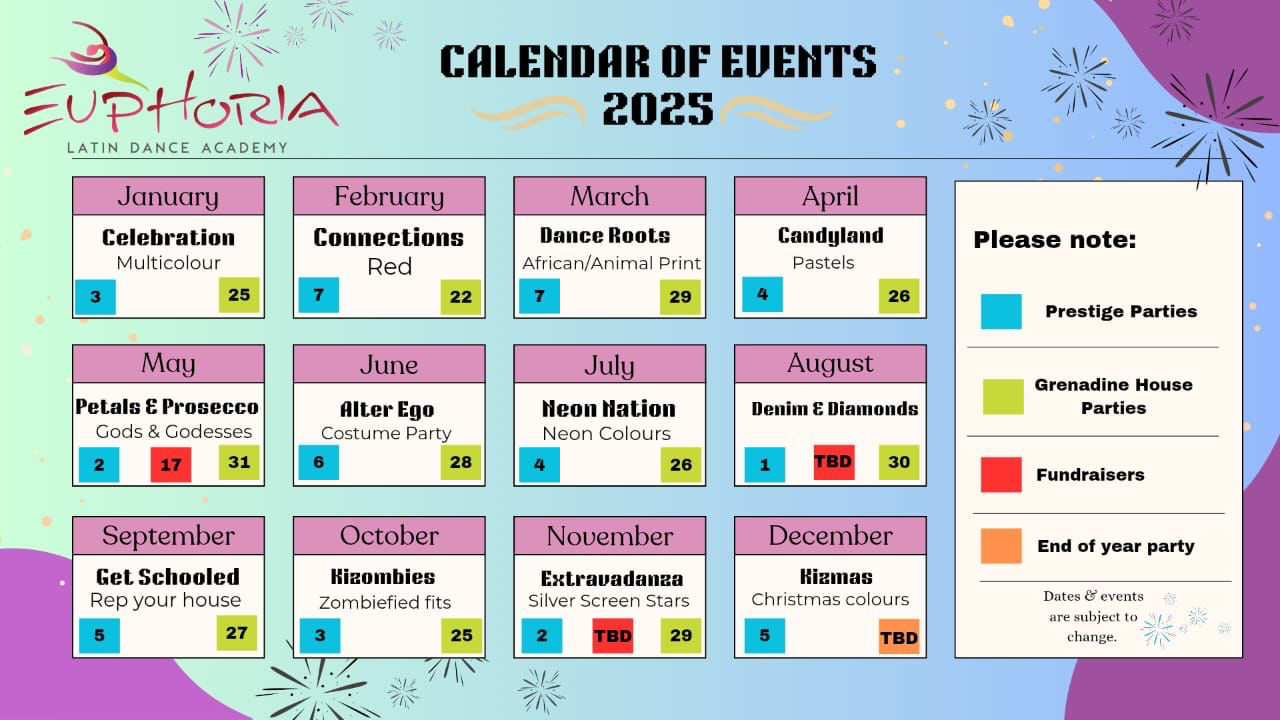 EUPHORIA
LATIN DANCE ACADEMY
CALENDAR OF EVENTS
2025
January
Celebration
Multicolour
3 25
February
Connections
Red
7 22
March
Dance Roots
African/Animal Print
7 29
April
Candyland
Pastels
4 26
May
Petals & Prosecco
Gods & Godesses
2 17 31
June
Alter Ego
Costume Party
6 28
July
Neon Nation
Neon Colours
4 26
August
Denim & Diamonds
1 TBD 30
September
Get Schooled
Rep your house
5 27
October
Kizombies
Zombiefied fits
3 25
November
Extravadanza
Silver Screen Stars
2 TBD 29
December
Kizmas
Christmas colours
5 TBD
Please note:
Prestige Parties
Grenadine House
Parties
Fundraisers
End of year party
Dates & events
are subject to
change.